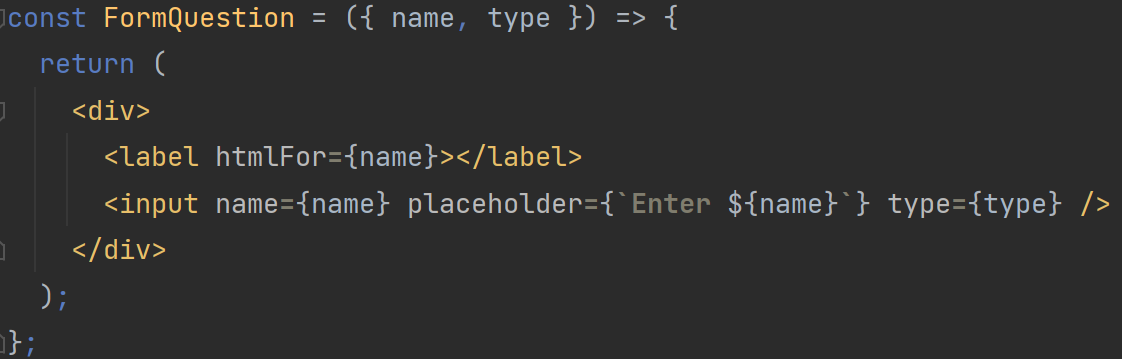 const FormQuestion = ({ name, type }) => {
  return (
    <div>
      <label htmlFor={name}></label>
      <input name={name} placeholder={`Enter ${name}`} type={type} />
    </div>
  );
};